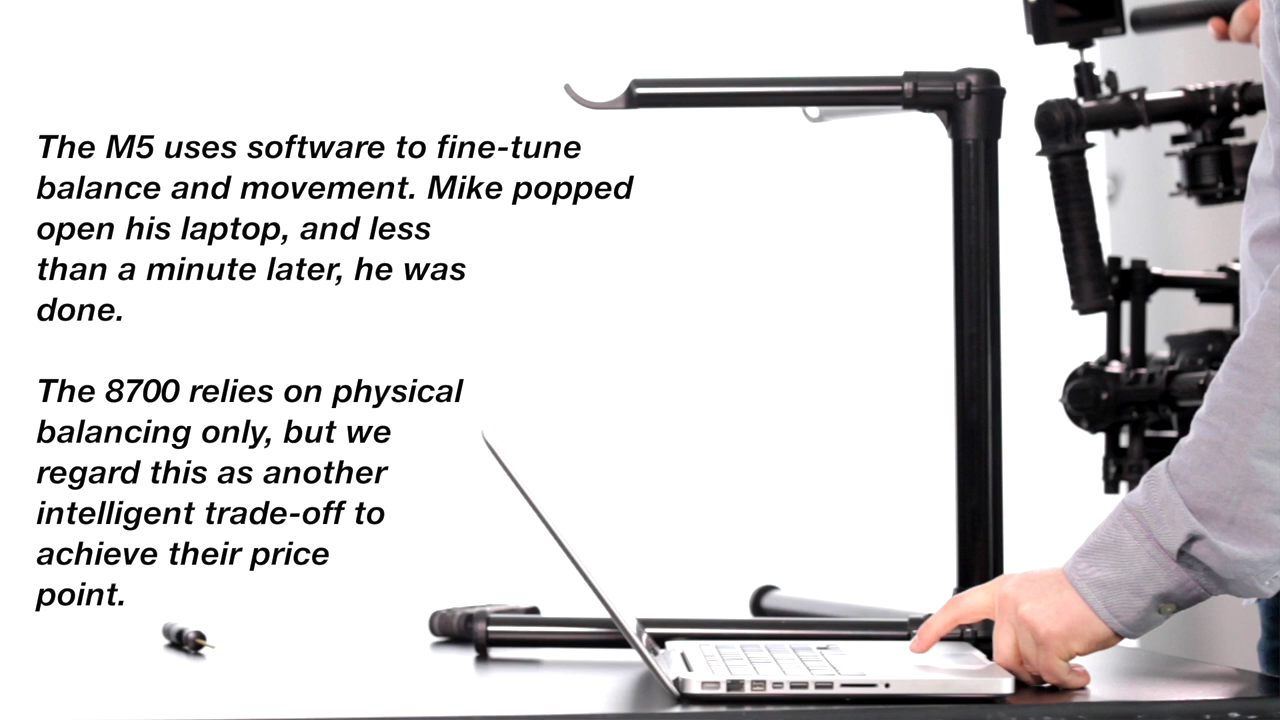 The M5 uses software to fine-tune
balance and movement. Mike popped
open his laptop, and less
than a minute later, he was
done.
The 8700 relies on physical
balancing only, but we
regard this as another
intelligent trade-off to
achieve their price
point.